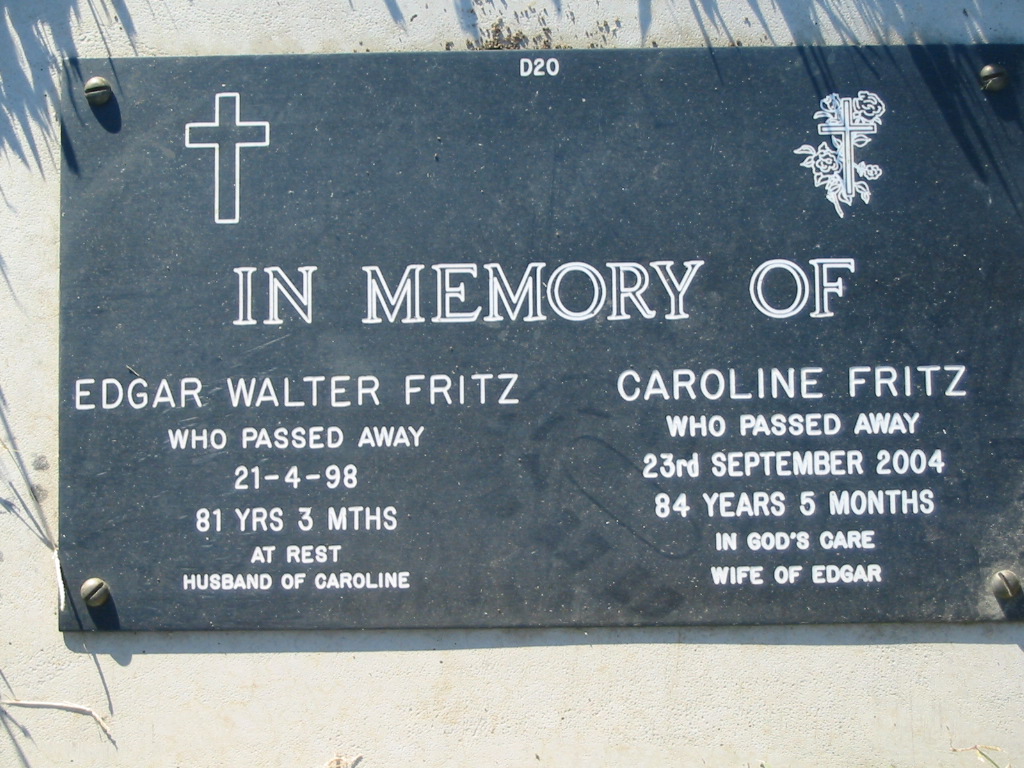 D20
IN MEMORY OF
EDGAR WALTER FRITZ
WHO PASSED AWAY
21-4-98
81 YRS 3 MTHS
AT REST
HUSBAND OF CAROLINE
CAROLINE FRITZ
WHO PASSED AWAY
23rd SEPTEMBER 2004
84 YEARS 5 MONTHS
IN GOD'S CARE
WIFE OF EDGAR